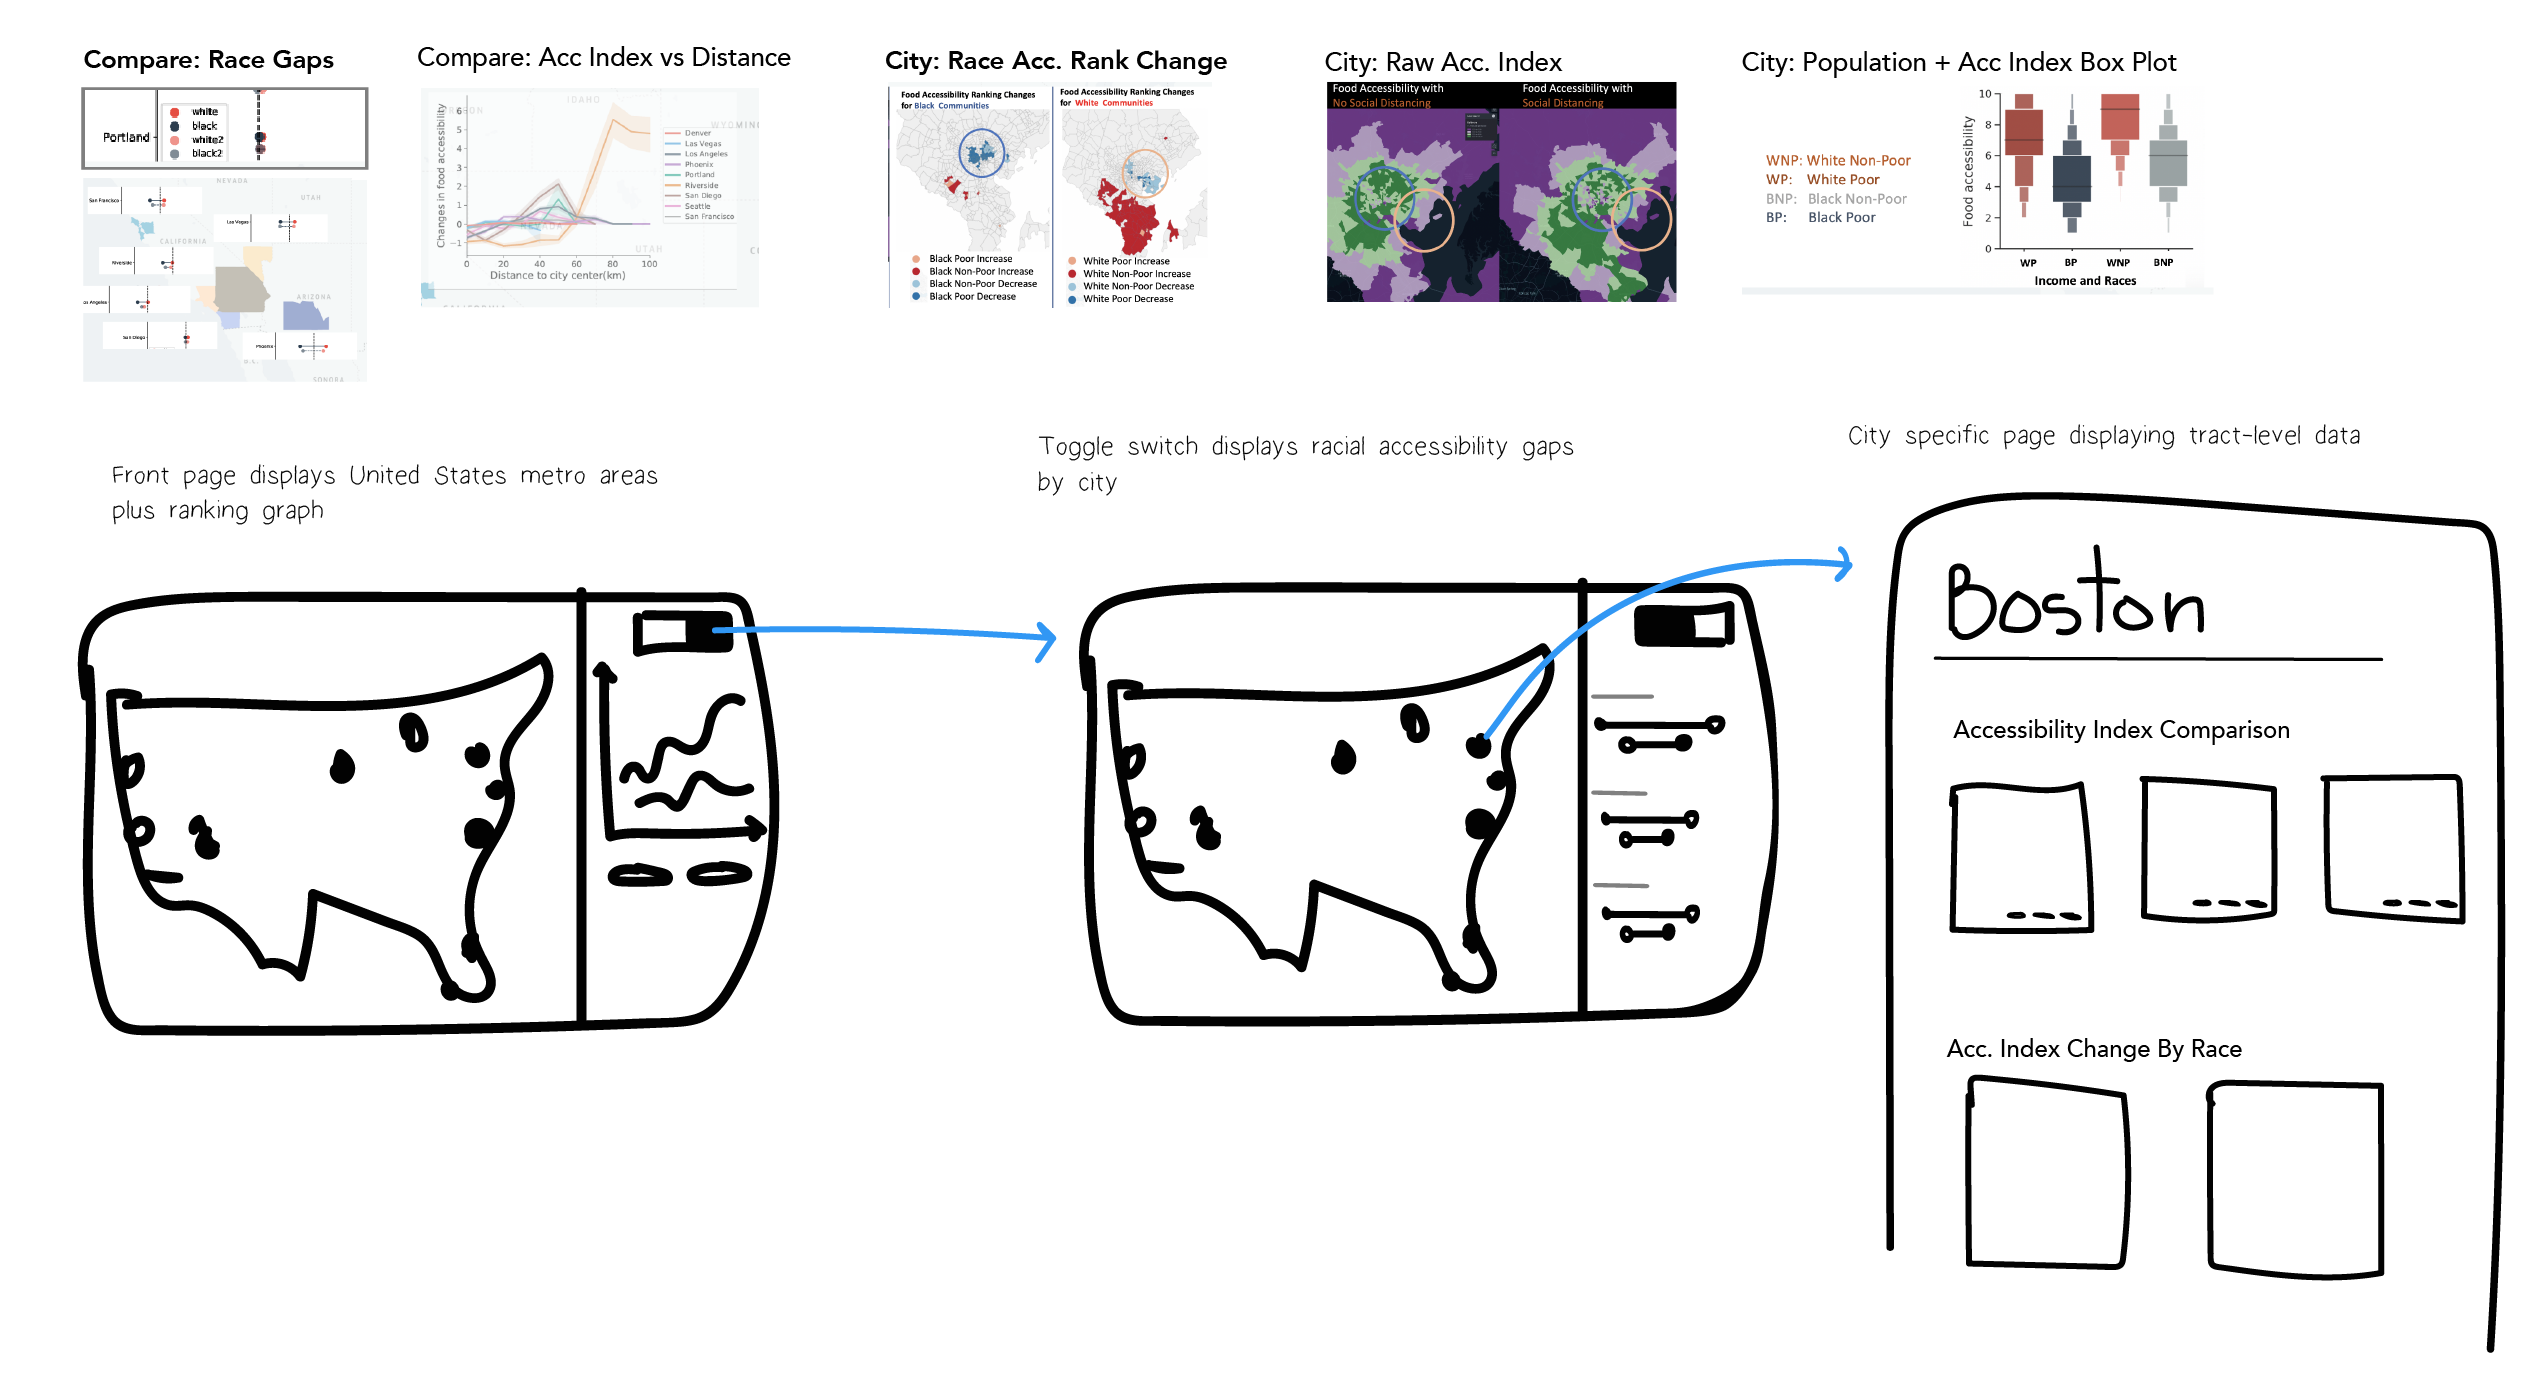 Compare: Race Gaps
Compare: Acc Index vs Distance
City: Race Acc. Rank Change
City: Raw Acc. Index
City: Population + Acc Index Box Plot
Portland
white
black
white2
black2
NEVADA
UTAH
San Francisco
Las Vegas
CALIFORNIA
Riverside
os Angeles
ARIZONA
San Diego
Phoenix
SONORA
IDAHO
WYOMIN
UTAH
Changes in food accessibility
6
5
4
3
2
1
0
−1
0 20 40 60 80 100
Distance to city center(km)
Denver
Las Vegas
Los Angeles
Phoenix
Portland
Riverside
San Diego
Seattle
San Francisco
Food Accessibility Ranking Changes
for Black Communities
Black Poor Increase
Black Non-Poor Increase
Black Non-Poor Decrease
Black Poor Decrease
Food Accessibility Ranking Changes
for White Communities
White Poor Increase
White Non-Poor Increase
White Non-Poor Decrease
White Poor Decrease
Food Accessibility with
No Social Distancing
Food Accessibility with
Social Distancing
WNP: White Non-Poor
WP: White Poor
BNP: Black Non-Poor
BP: Black Poor
Food accessibility
10
8
6
4
2
0
WP BP WNP BNP
Income and Races
Front page displays United States metro areas
plus ranking graph
Toggle switch displays racial accessibility gaps
by city
City specific page displaying tract-level data
Boston
Accessibility Index Comparison
Acc. Index Change By Race